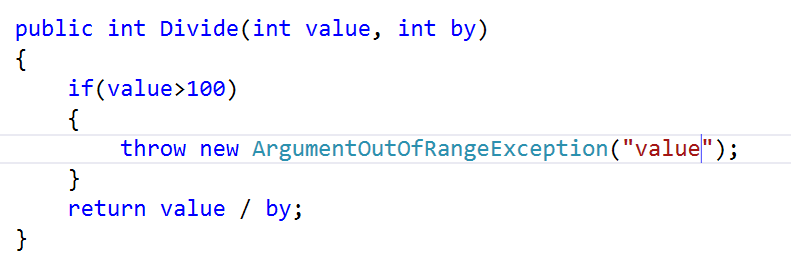 public int Divide(int value, int by)
{
    if(value>100)
    {
        throw new ArgumentOutOfRangeException("value");
    }
    return value / by;
}